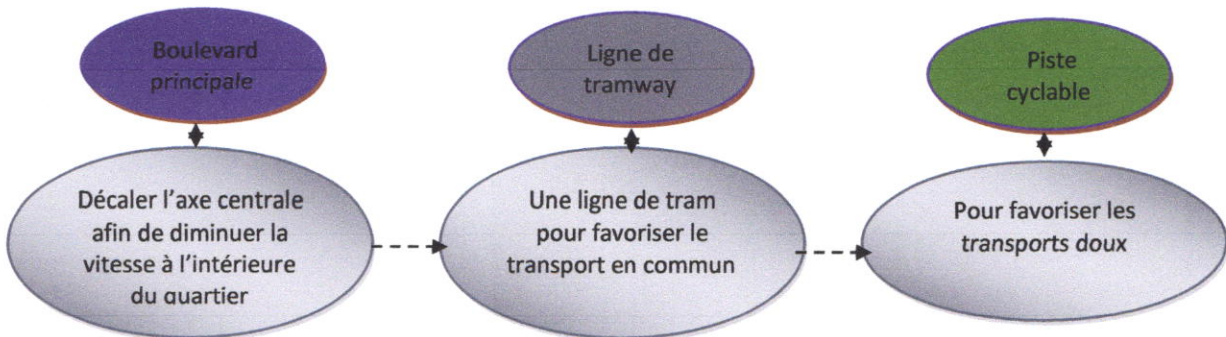 Boulevard
principale
Ligne de
tramway
Piste
cyclable
Décaler l'axe centrale
afin de diminuer la
vitesse à l'intérieure
du quartier
Une ligne de tram
pour favoriser le
transport en commun
Pour favoriser les
transports doux